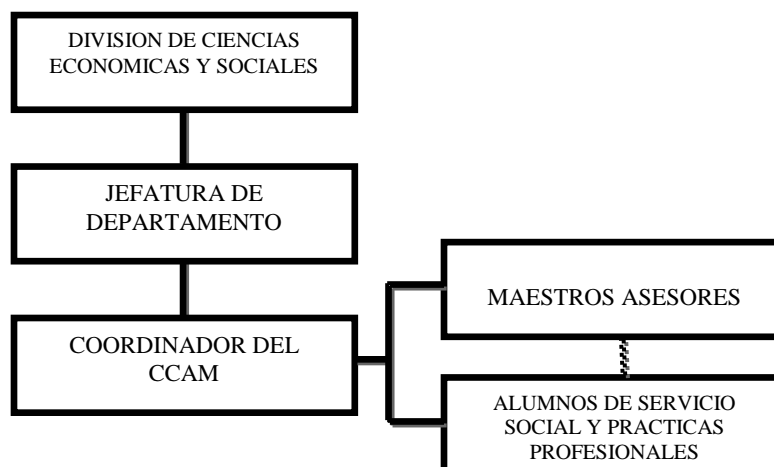 DIVISION DE CIENCIAS
ECONOMICAS Y SOCIALES
JEFATURA DE
DEPARTAMENTO
COORDINADOR DEL
CCAM
MAESTROS ASESORES
ALUMNOS DE SERVICIO
SOCIAL Y PRACTICAS
PROFESIONALES